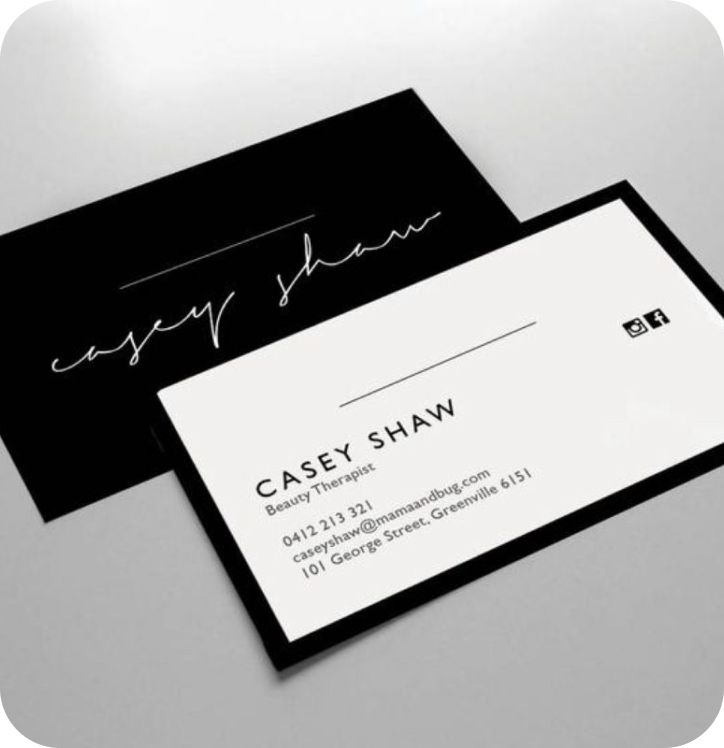 casey shaw
CASEY SHAW
Beauty Therapist
0412 213 321
caseyshaw@mamaandbug.com
101 George Street, Greenville 6151